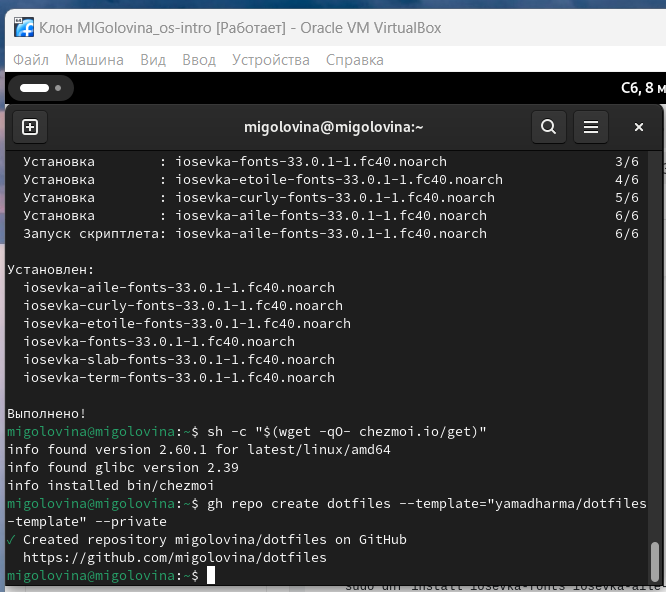 Клон MIGolovina_os-intro [Работает] - Oracle VM VirtualBox
Файл Машина Вид Ввод Устройства Справка
Сб, 8 м
migolovina@migolovina:~
Установка : iosevka-fonts-33.0.1-1.fc40.noarch 3/6
Установка : iosevka-etoile-fonts-33.0.1-1.fc40.noarch 4/6
Установка : iosevka-curly-fonts-33.0.1-1.fc40.noarch 5/6
Установка : iosevka-aile-fonts-33.0.1-1.fc40.noarch 6/6
Запуск скриптлета: iosevka-aile-fonts-33.0.1-1.fc40.noarch 6/6
Установлен:
iosevka-aile-fonts-33.0.1-1.fc40.noarch
iosevka-curly-fonts-33.0.1-1.fc40.noarch
iosevka-etoile-fonts-33.0.1-1.fc40.noarch
iosevka-fonts-33.0.1-1.fc40.noarch
iosevka-slab-fonts-33.0.1-1.fc40.noarch
iosevka-term-fonts-33.0.1-1.fc40.noarch
Выполнено!
migolovina@migolovina:~$ sh -c "$(wget -qO- chezmoi.io/get)"
info found version 2.60.1 for latest/linux/amd64
info found glibc version 2.39
info installed bin/chezmoi
migolovina@migolovina:~$ gh repo create dotfiles --template="yamadharma/dotfiles
-template" --private
✓ Created repository migolovina/dotfiles on GitHub
https://github.com/migolovina/dotfiles
migolovina@migolovina:~$